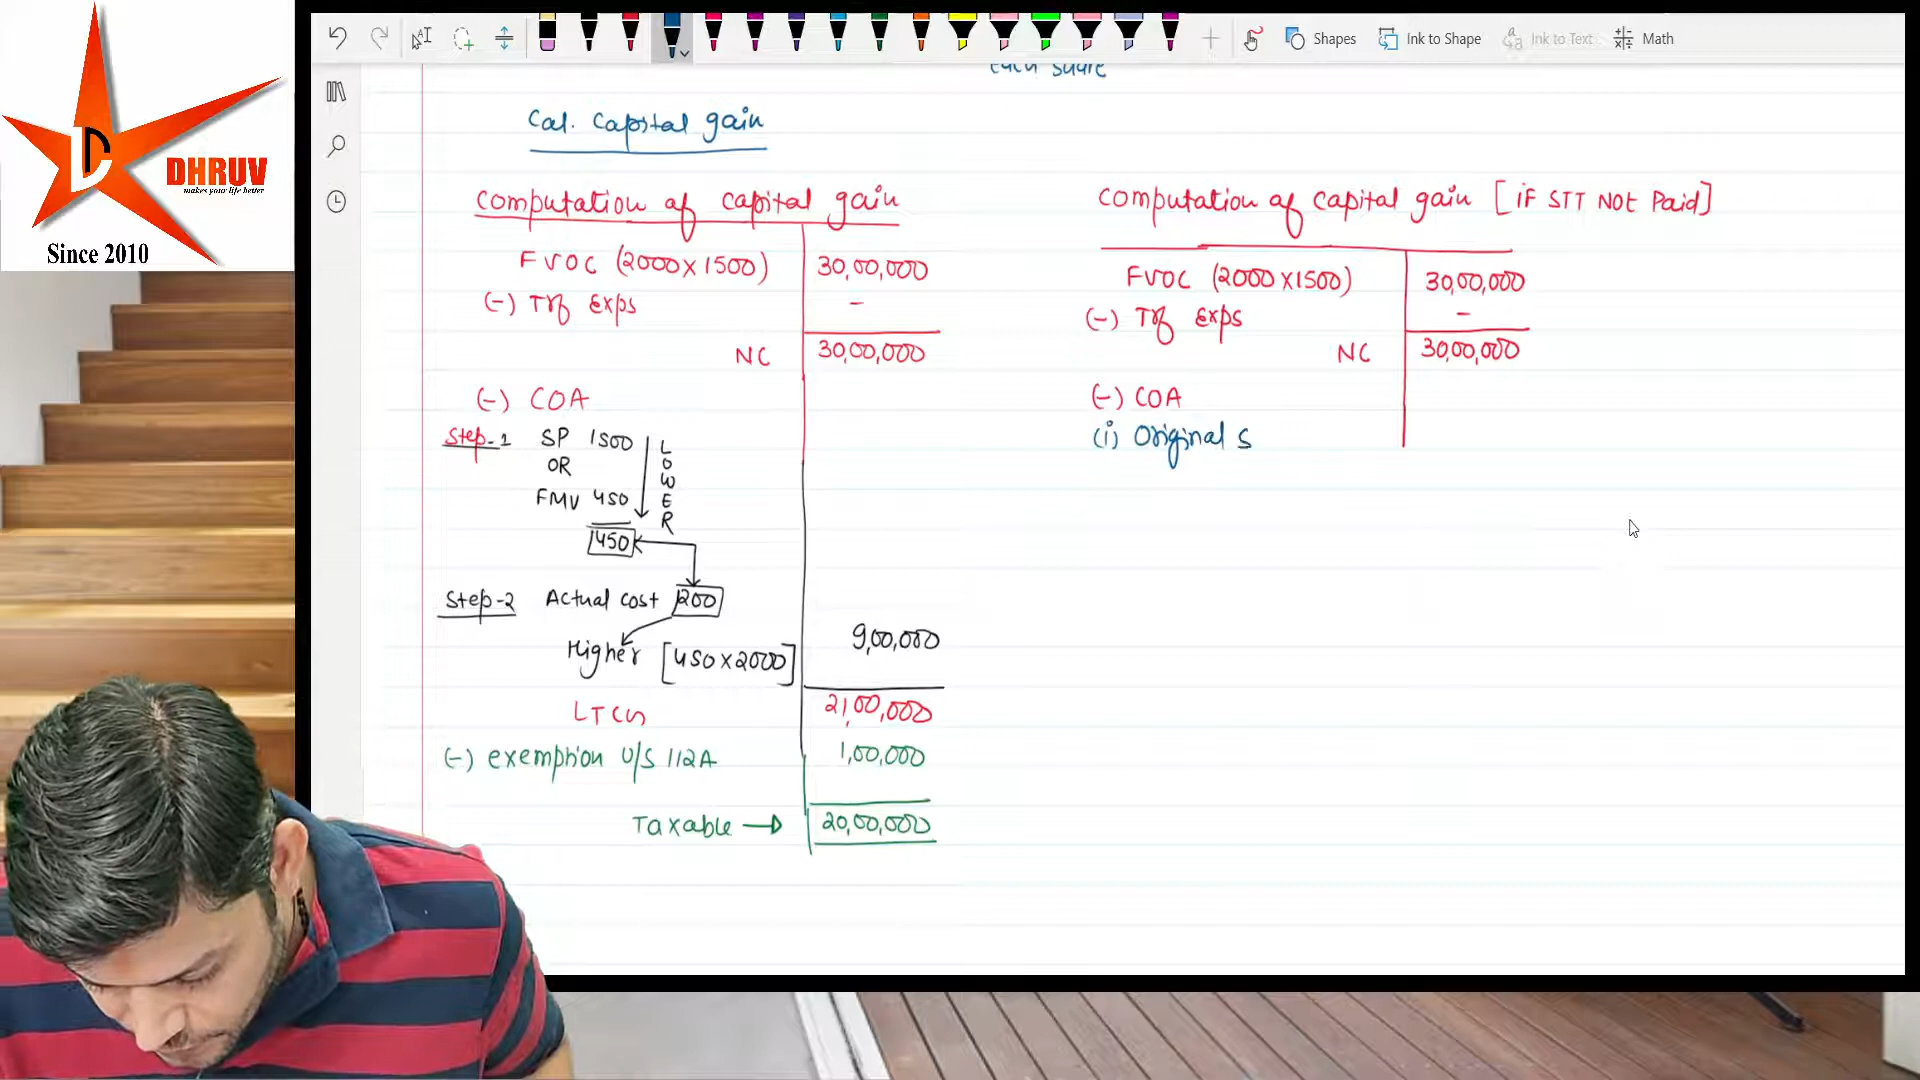 DC
DHRUV
makes your life better
Since 2010
Shapes
Ink to Shape
Ink to Text
Math
each share
Cal. Capital gain
Computation of capital gain
FVOC (2000×1500) 30,00,000
(-) Trf Exps -
NC 30,00,000
(-) COA
Step-1 SP 1500
OR
FMV 450
LOWER
450
Step-2 Actual cost 200
Higher [450×2000] 9,00,000
LTCG 21,00,000
(-) exemption U/S 112A 1,00,000
Taxable → 20,00,000
Computation of capital gain [IF STT NOT Paid]
FVOC (2000×1500) 30,00,000
(-) Trf Exps -
NC 30,00,000
(-) COA
(i) Original S